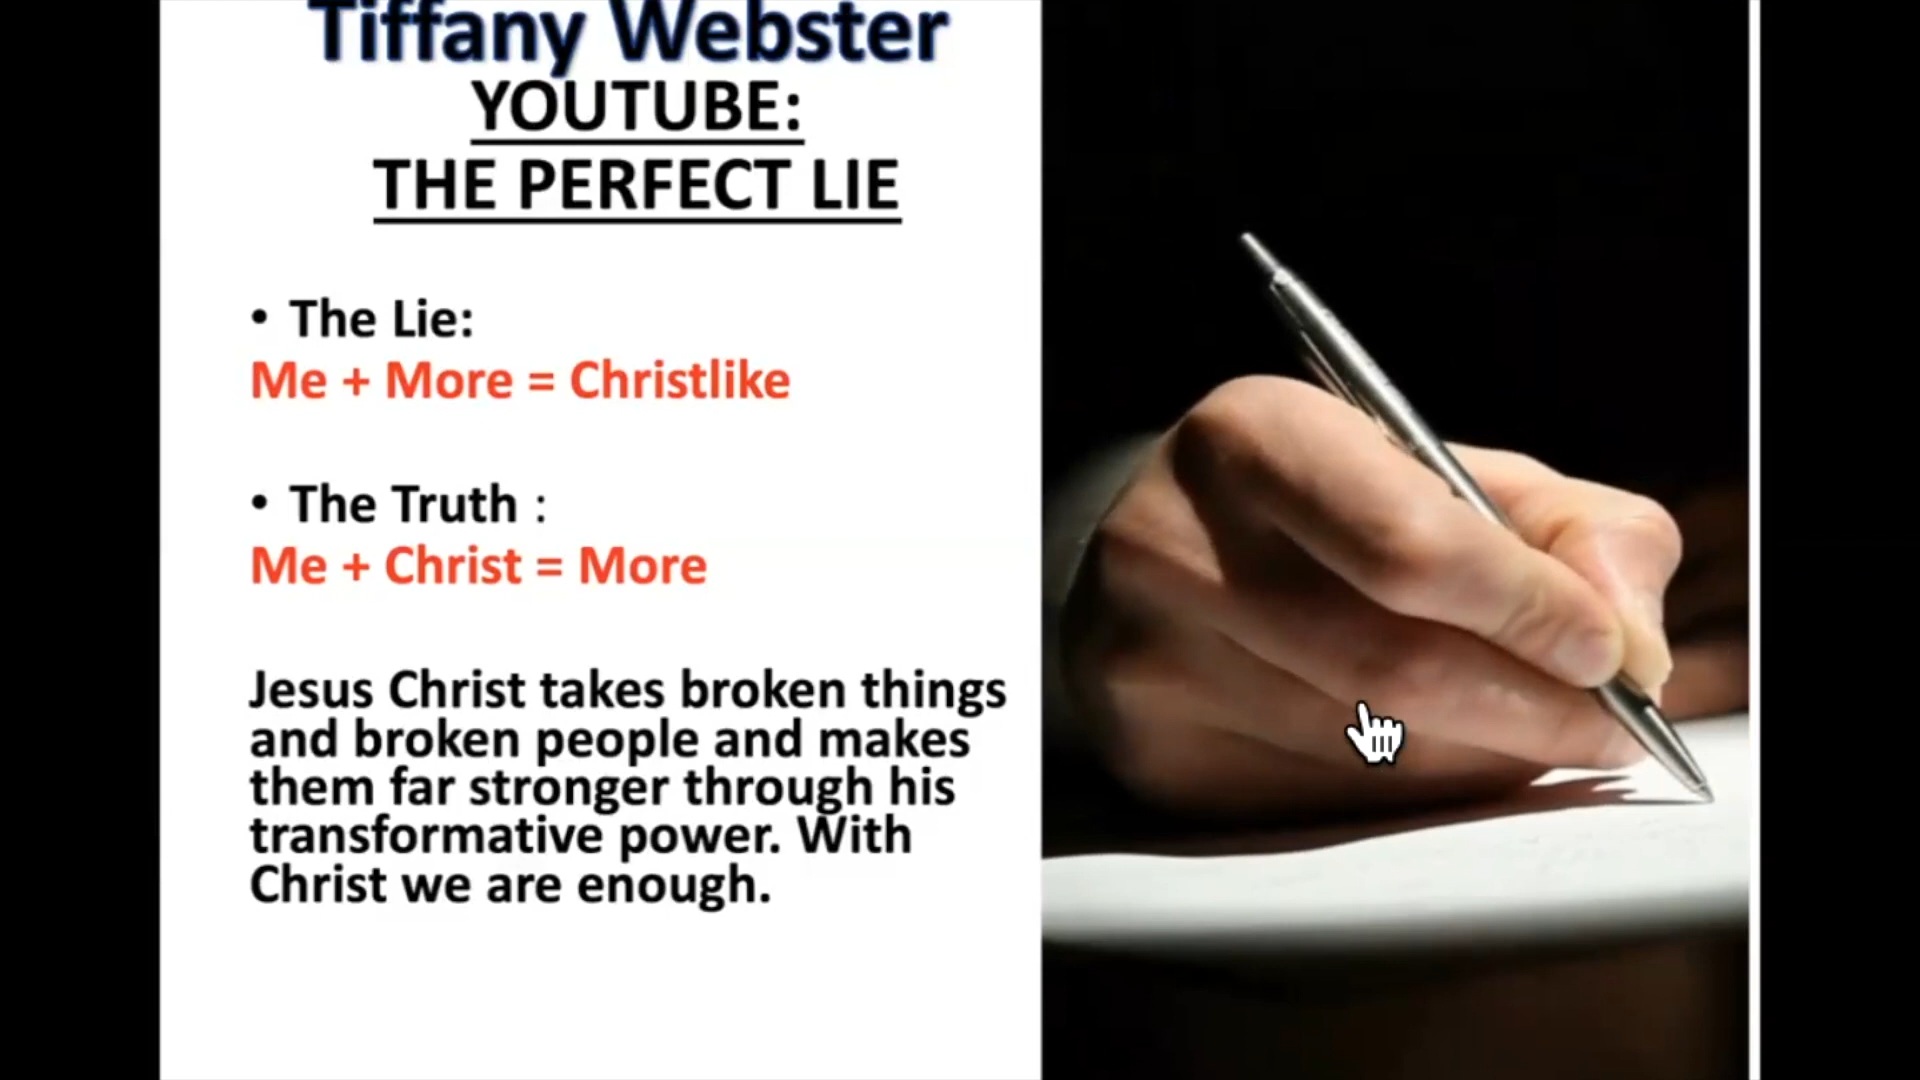 Tiffany Webster
YOUTUBE:
THE PERFECT LIE
• The Lie:
Me + More = Christlike
• The Truth :
Me + Christ = More
Jesus Christ takes broken things
and broken people and makes
them far stronger through his
transformative power. With
Christ we are enough.